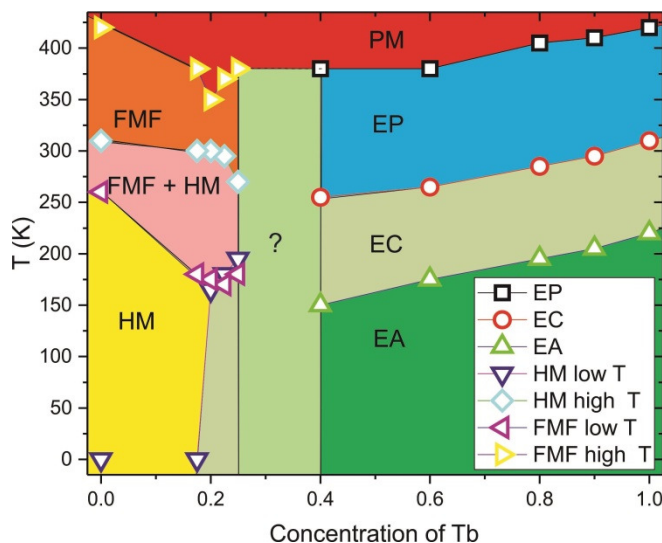 T (K)
400
350
300
250
200
150
100
50
0
PM
FMF
EP
FMF + HM
?
EC
HM
EA
EP
EC
EA
HM low T
HM high T
FMF low T
FMF high T
0.0 0.2 0.4 0.6 0.8 1.0
Concentration of Tb